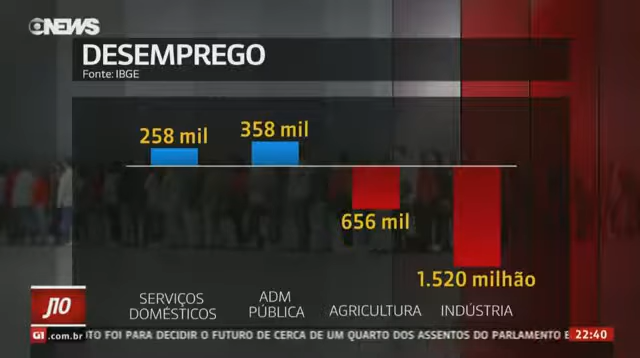 GNEWS
DESEMPREGO
Fonte: IBGE
258 mil
358 mil
656 mil
1.520 milhão
SERVIÇOS
DOMÉSTICOS
ADM
PÚBLICA
AGRICULTURA
INDÚSTRIA
J10
G1.com.br
UTO FOI PARA DECIDIR O FUTURO DE CERCA DE UM QUARTO DOS ASSENTOS DO PARLAMENTO E
22:40